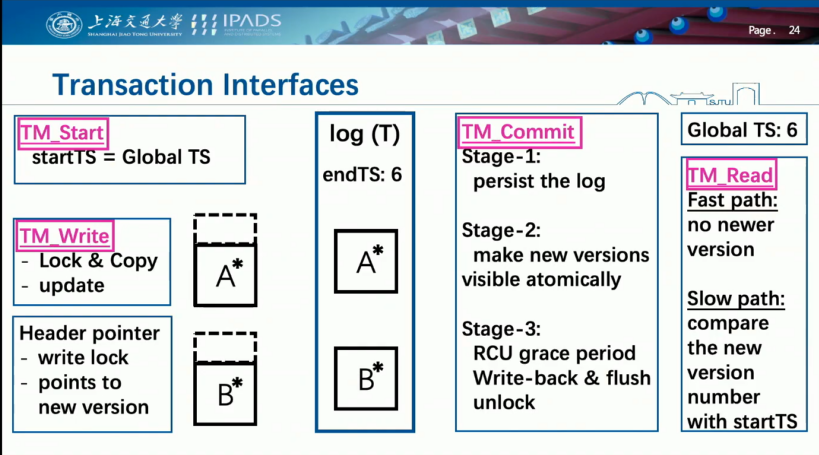 上海交通大学
SHANGHAI JIAO TONG UNIVERSITY
IPADS
Page. 24
Transaction Interfaces
SJTU
TM_Start
startTS = Global TS
TM_Write
- Lock & Copy
- update
Header pointer
- write lock
- points to
new version
A*
B*
log (T)
endTS: 6
A*
B*
TM_Commit
Stage-1:
persist the log
Stage-2:
make new versions
visible atomically
Stage-3:
RCU grace period
Write-back & flush
unlock
Global TS: 6
TM_Read
Fast path:
no newer
version
Slow path:
compare
the new
version
number
with startTS